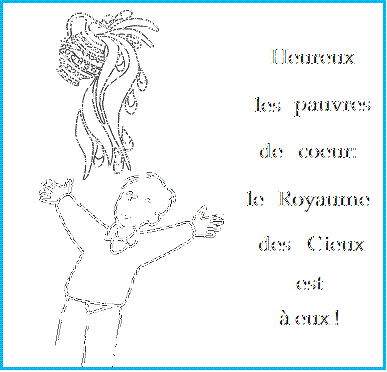 Heureux
les pauvres
de coeur:
le Royaume
des Cieux
est
à eux !